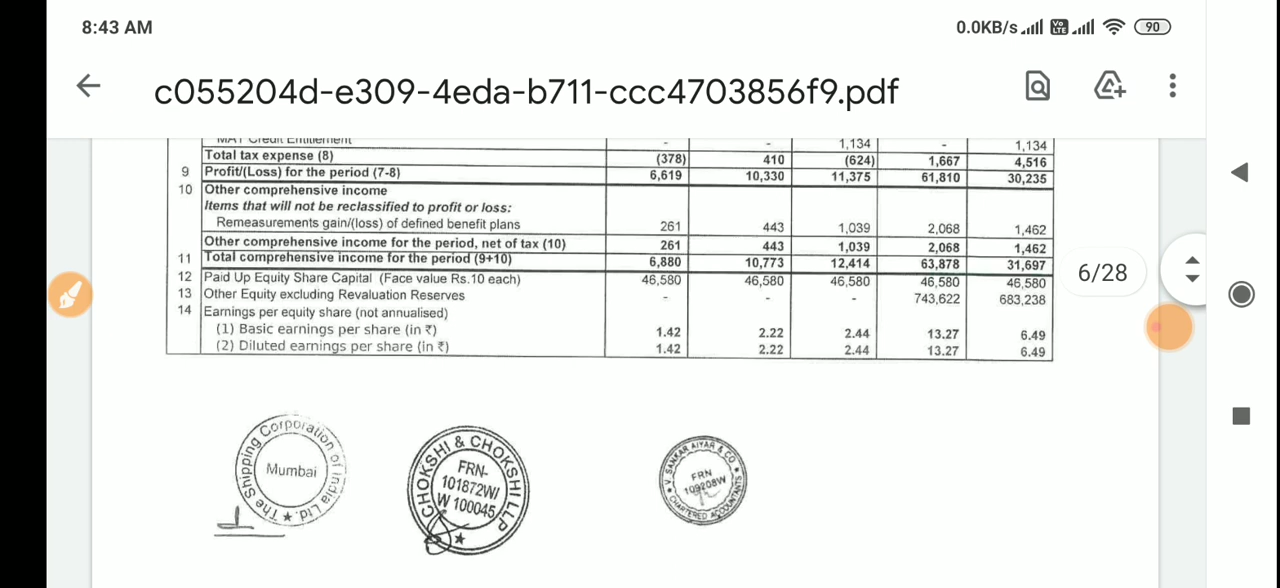 8:43 AM
0.0KB/s Vo LTE 90
c055204d-e309-4eda-b711-ccc4703856f9.pdf
MAT Credit Entitlement - - 1,134 - 1,134
Total tax expense (8) (378) 410 (624) 1,667 4,516
9 Profit/(Loss) for the period (7-8) 6,619 10,330 11,375 61,810 30,235
10 Other comprehensive income
Items that will not be reclassified to profit or loss:
Remeasurements gain/(loss) of defined benefit plans 261 443 1,039 2,068 1,462
Other comprehensive income for the period, net of tax (10) 261 443 1,039 2,068 1,462
11 Total comprehensive income for the period (9+10) 6,880 10,773 12,414 63,878 31,697
12 Paid Up Equity Share Capital (Face value Rs.10 each) 46,580 46,580 46,580 46,580 46,580
13 Other Equity excluding Revaluation Reserves - - - 743,622 683,238
14 Earnings per equity share (not annualised)
(1) Basic earnings per share (in ₹) 1.42 2.22 2.44 13.27 6.49
(2) Diluted earnings per share (in ₹) 1.42 2.22 2.44 13.27 6.49
6/28
The Shipping Corporation of India Ltd. ★
Mumbai
CHOKSHI & CHOKSHI LLP ★
FRN-
101872W/
W 100045
V. SANKAR AIYAR & CO ★ CHARTERED ACCOUNTANTS ★
FRN
109208W